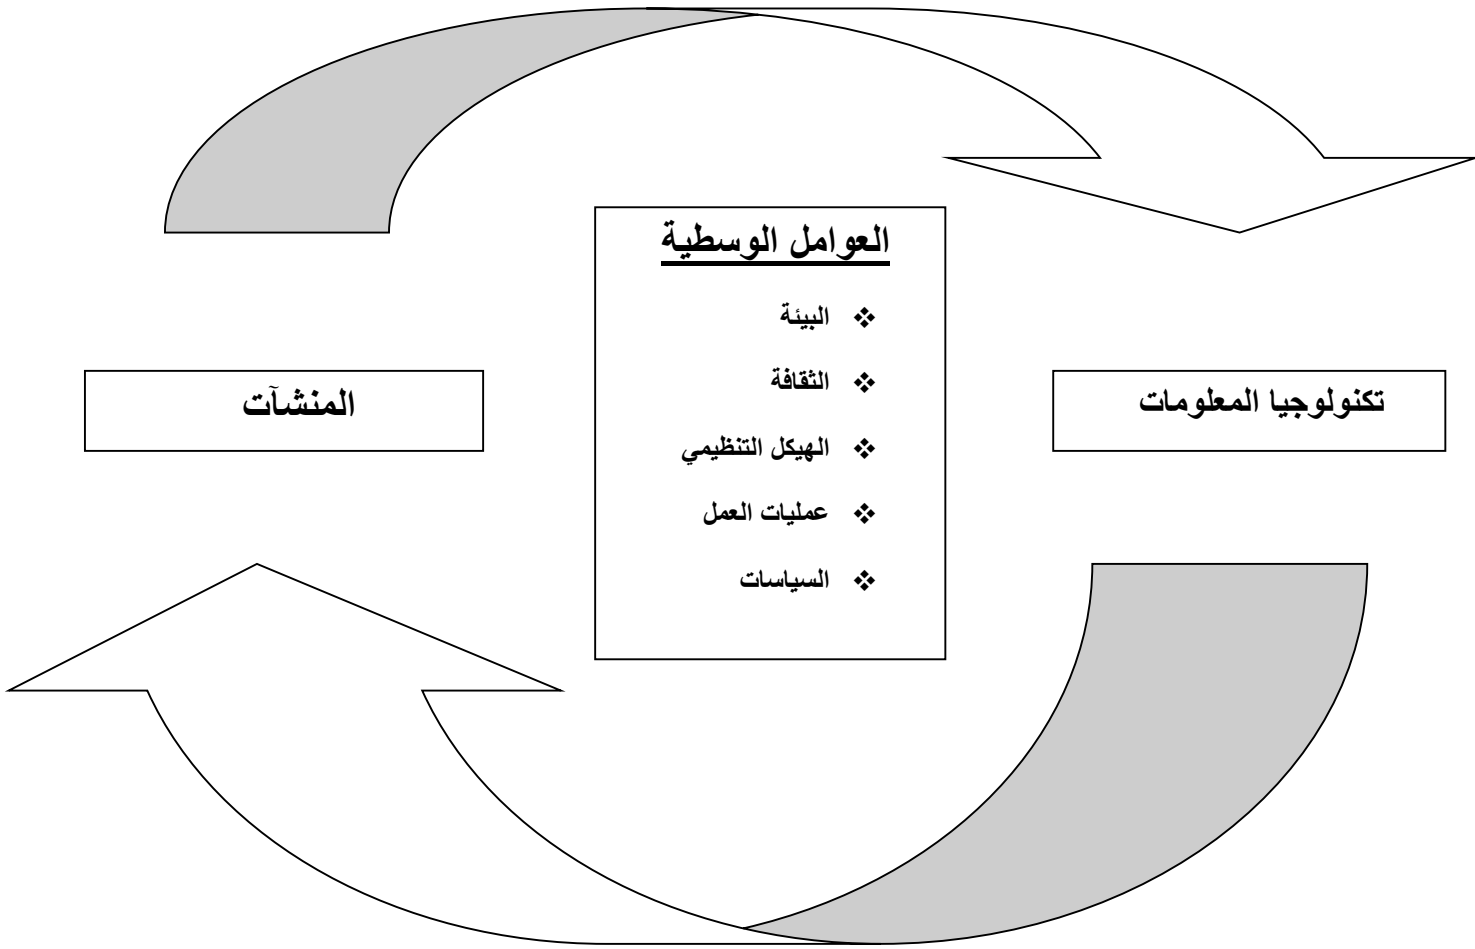 العوامل الوسطية
❖ البيئة
❖ الثقافة
❖ الهيكل التنظيمي
❖ عمليات العمل
❖ السياسات
تكنولوجيا المعلومات
المنشآت